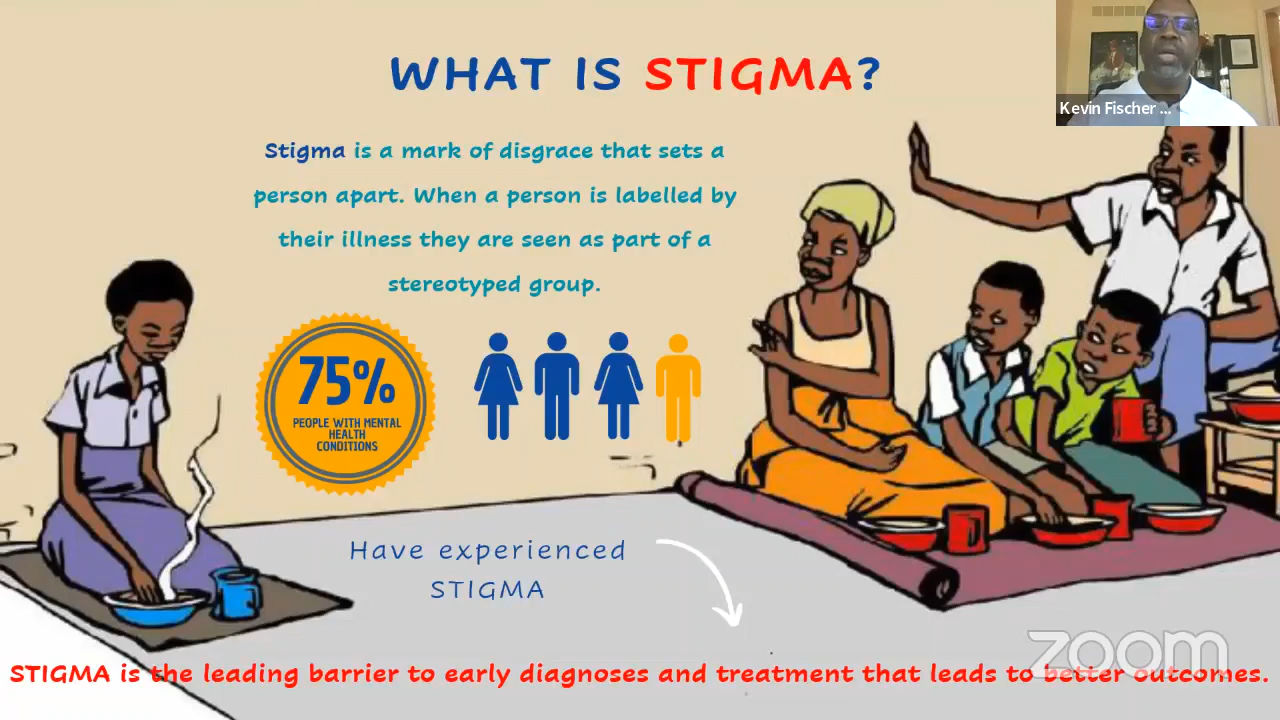 WHAT IS STIGMA?
Kevin Fischer ...
Stigma is a mark of disgrace that sets a
person apart. When a person is labelled by
their illness they are seen as part of a
stereotyped group.
75%
PEOPLE WITH MENTAL
HEALTH
CONDITIONS
Have experienced
STIGMA
zoom
STIGMA is the leading barrier to early diagnoses and treatment that leads to better outcomes.